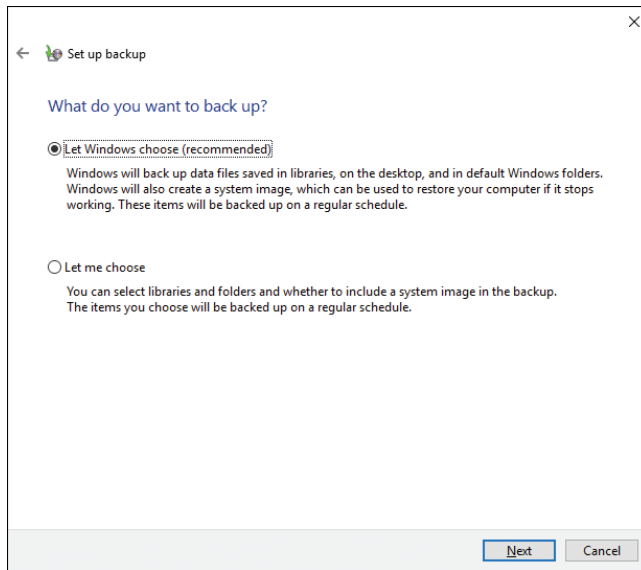 Set up backup
What do you want to back up?
Let Windows choose (recommended)
Windows will back up data files saved in libraries, on the desktop, and in default Windows folders.
Windows will also create a system image, which can be used to restore your computer if it stops
working. These items will be backed up on a regular schedule.
Let me choose
You can select libraries and folders and whether to include a system image in the backup.
The items you choose will be backed up on a regular schedule.
Next Cancel